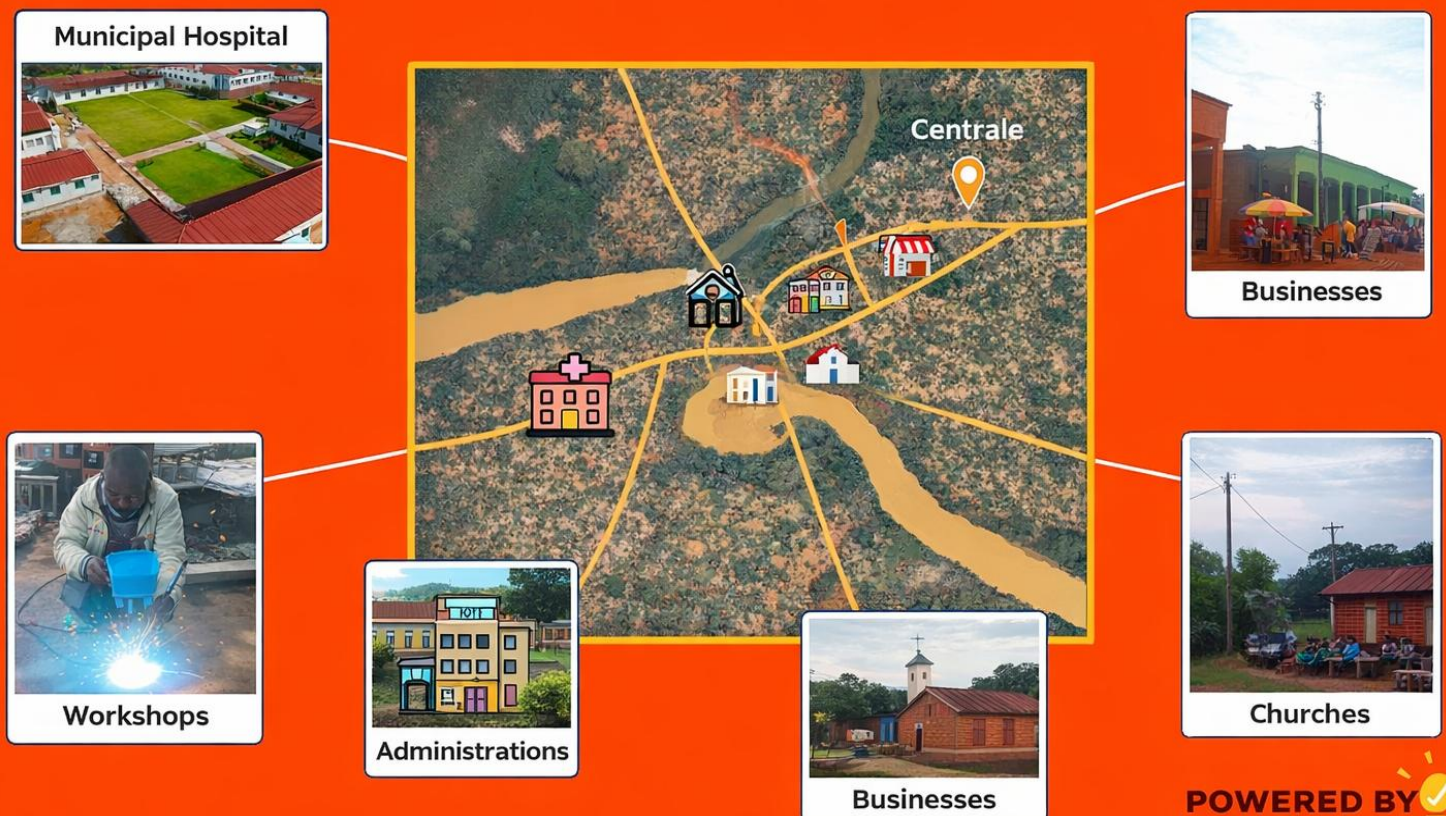 Municipal Hospital
Centrale
Businesses
Workshops
Administrations
Businesses
Churches
POWERED BY